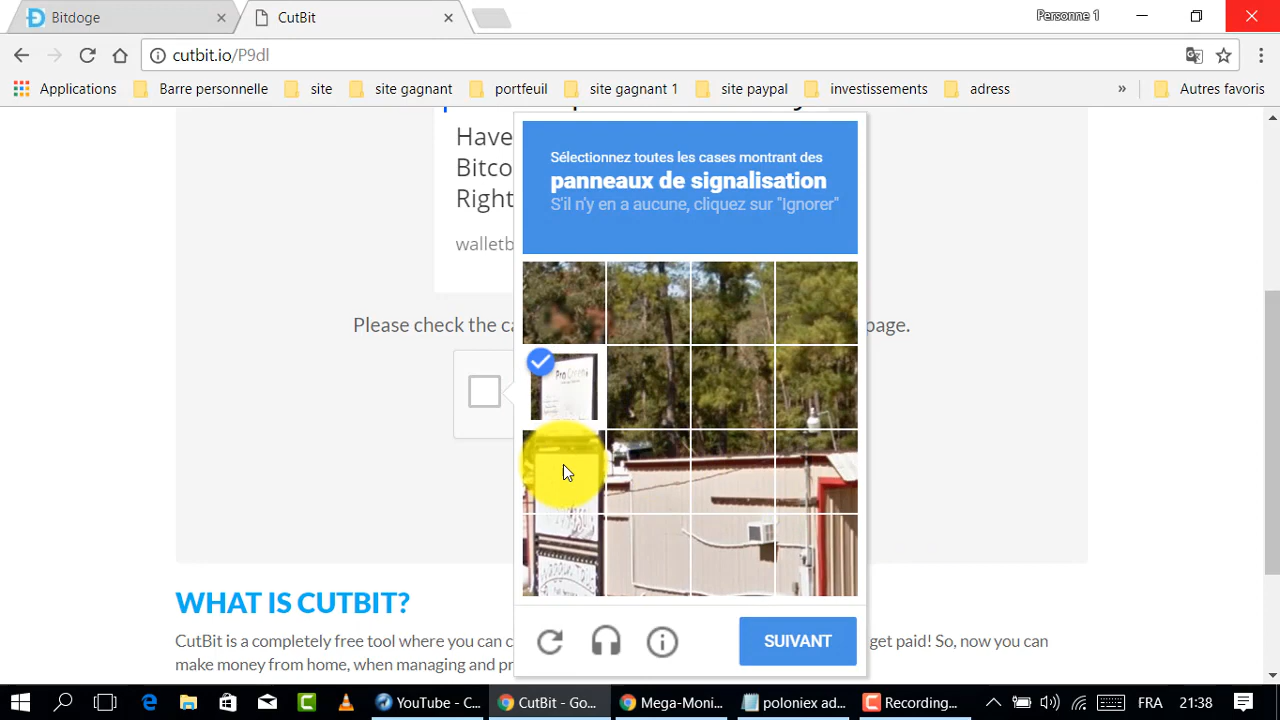 Bitdoge
CutBit
Personne 1
cutbit.io/P9dl
Applications
Barre personnelle
site
site gagnant
portfeuil
site gagnant 1
site paypal
investissements
adress
»
Autres favoris
Have
Bitco
Right
walletb
Sélectionnez toutes les cases montrant des
panneaux de signalisation
S'il n'y en a aucune, cliquez sur "Ignorer"
Please check the ca
page.
Pro Green
SUIVANT
WHAT IS CUTBIT?
CutBit is a completely free tool where you can c
get paid! So, now you can
make money from home, when managing and pr
YouTube - C...
CutBit - Go...
Mega-Moni...
poloniex ad...
Recording...
FRA
21:38